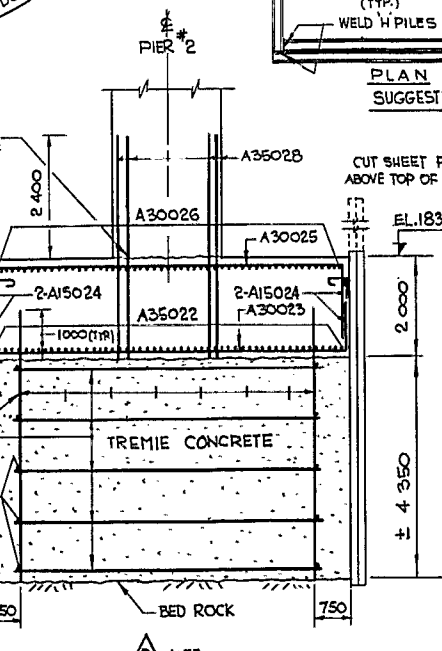 (TYP.)
WELD 'H' PILES
PLAN
SUGGEST
℄
PIER #2
A35028
2 400
CUT SHEET P
ABOVE TOP OF
A30026
EL.183
A30025
2-A15024
A35022
2-A15024
A30023
1000 (TYP.)
2 000
TREMIE CONCRETE
± 4 350
BED ROCK
50
750